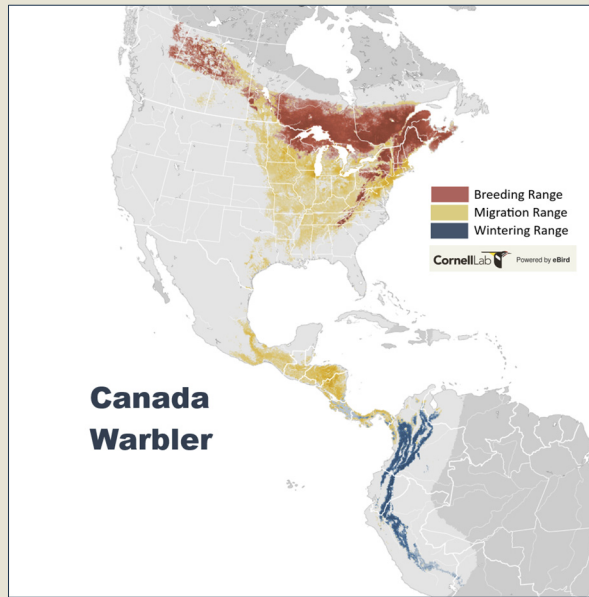 Breeding Range
Migration Range
Wintering Range
CornellLab Powered by eBird
Canada
Warbler